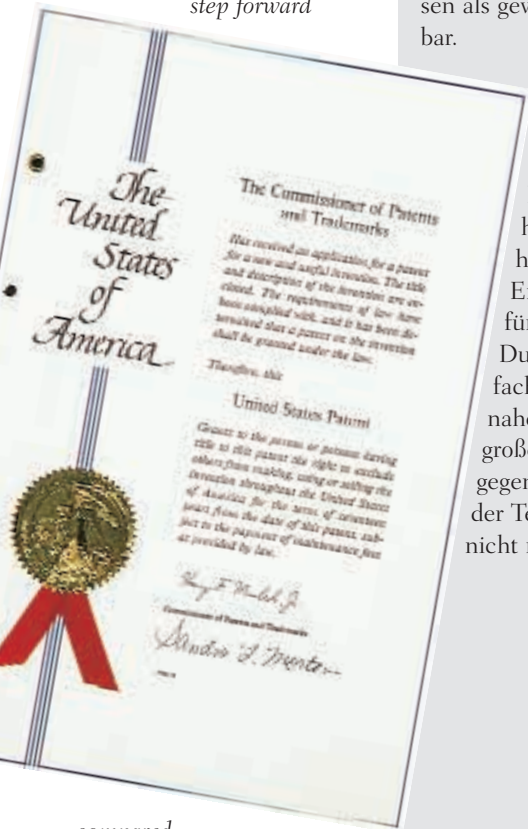 step forward
sen als gew
bar.
The
United
States
of
America
The Commissioner of Patents
and Trademarks
Has received an application for a patent
for a new and useful invention. The title
and description of the invention are en-
closed. The requirements of law have
been complied with, and it has been de-
termined that a patent on the invention
shall be granted under the law.
Therefore, this
United States Patent
Grants to the person or persons having
title to this patent the right to exclude
others from making, using or selling the
invention throughout the United States
of America for the term of seventeen
years from the date of this patent, sub-
ject to the payment of maintenance fees
as provided by law.
Commissioner of Patents and Trademarks
h
h
E
für
Du
fach
nahe
große
gegen
der Te
nicht
compared